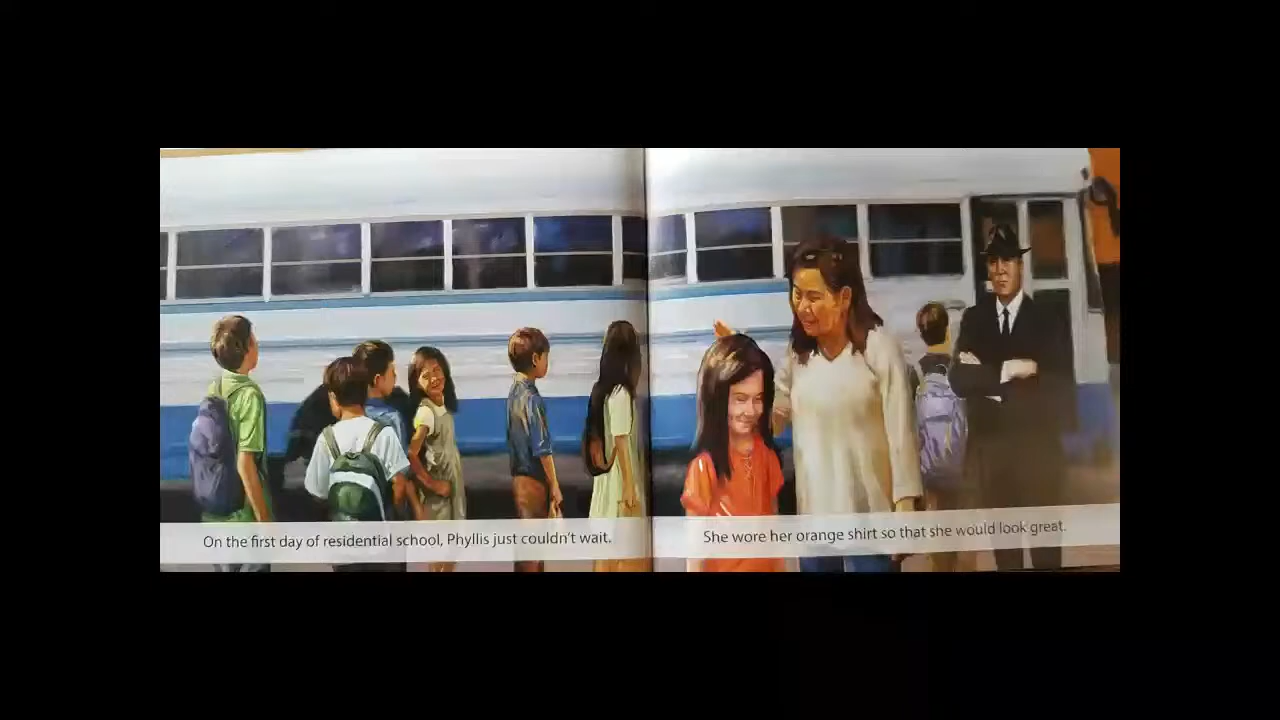 On the first day of residential school, Phyllis just couldn't wait.
She wore her orange shirt so that she would look great.